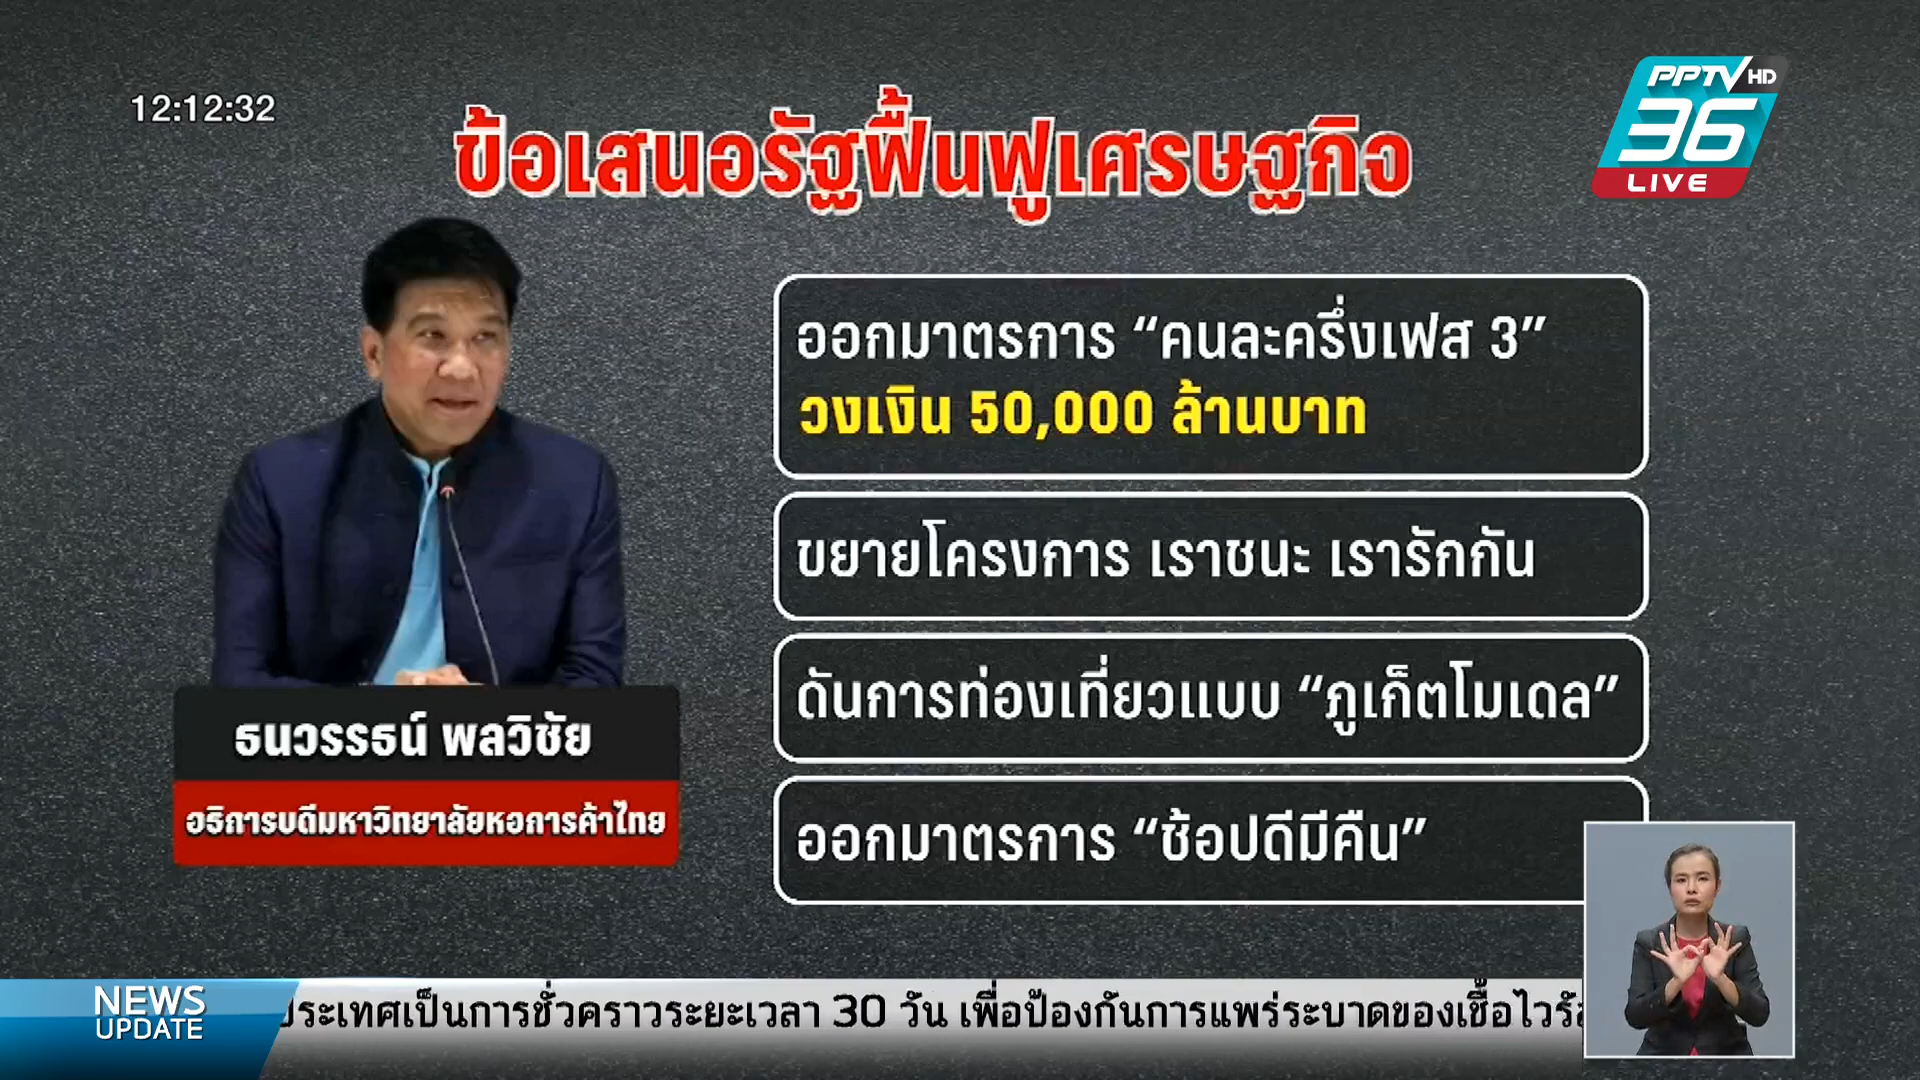 12:12:32
PPTV HD
36
LIVE
ข้อเสนอรัฐฟื้นฟูเศรษฐกิจ
ออกมาตรการ “คนละครึ่งเฟส 3”
วงเงิน 50,000 ล้านบาท
ขยายโครงการ เราชนะ เรารักกัน
ดันการท่องเที่ยวแบบ “ภูเก็ตโมเดล”
ออกมาตรการ “ช้อปดีมีคืน”
ธนวรรธน์ พลวิชัย
อธิการบดีมหาวิทยาลัยหอการค้าไทย
NEWS
UPDATE
ประเทศเป็นการชั่วคราวระยะเวลา 30 วัน เพื่อป้องกันการแพร่ระบาดของเชื้อไวรัส